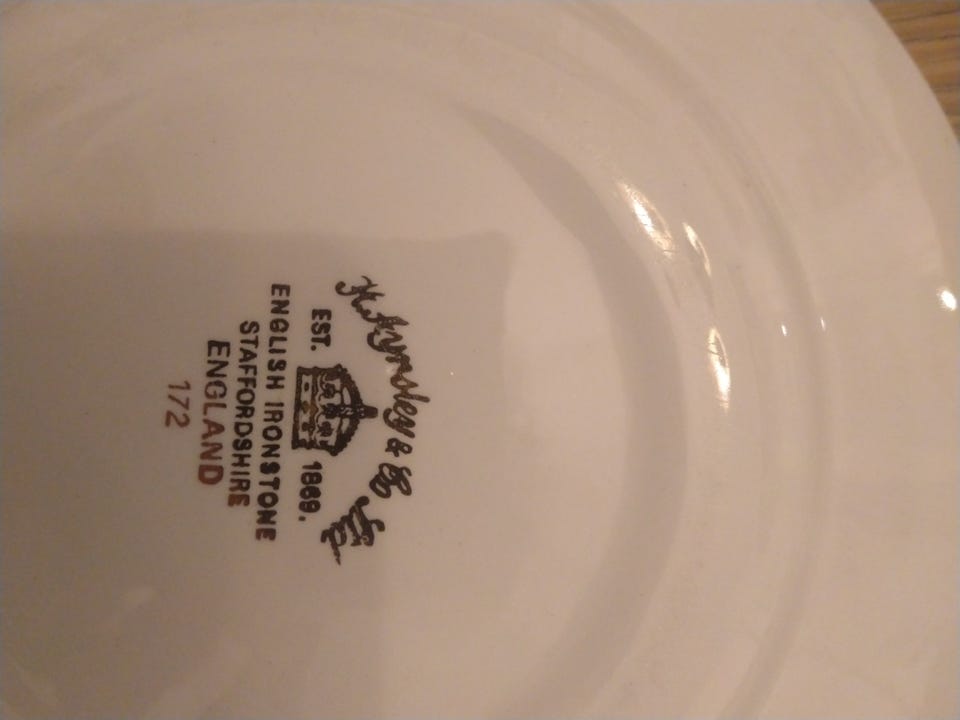 H. Aynsley & Co Ltd
EST. 1869.
ENGLISH IRONSTONE
STAFFORDSHIRE
ENGLAND
172